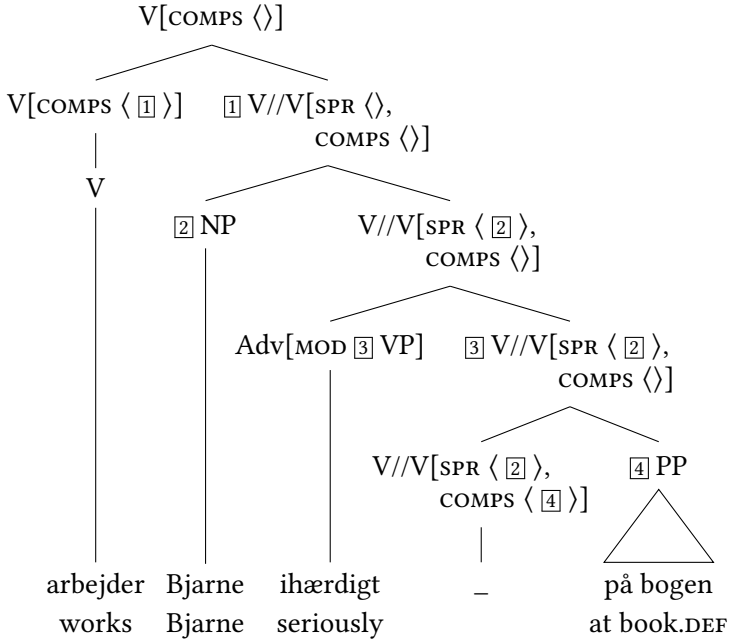 V[COMPS ⟨⟩]
V[COMPS ⟨ 1 ⟩] 1 V//V[SPR ⟨⟩,
COMPS ⟨⟩]
V
2 NP V//V[SPR ⟨ 2 ⟩,
COMPS ⟨⟩]
Adv[MOD 3 VP] 3 V//V[SPR ⟨ 2 ⟩,
COMPS ⟨⟩]
V//V[SPR ⟨ 2 ⟩, 4 PP
COMPS ⟨ 4 ⟩]
arbejder Bjarne ihærdigt _ på bogen
works Bjarne seriously at book.DEF